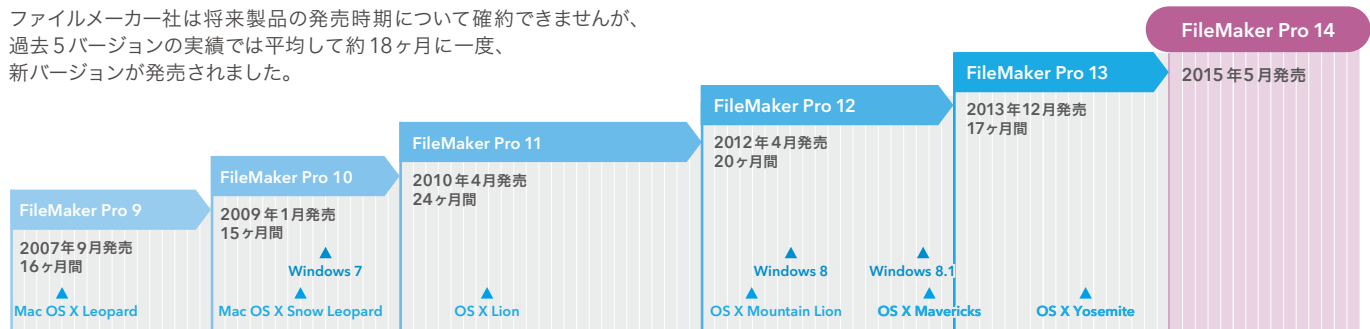 ファイルメーカー社は将来製品の発売時期について確約できませんが、
過去5バージョンの実績では平均して約18ヶ月に一度、
新バージョンが発売されました。
FileMaker Pro 9
2007年9月発売
16ヶ月間
Mac OS X Leopard
FileMaker Pro 10
2009年1月発売
15ヶ月間
Windows 7
Mac OS X Snow Leopard
FileMaker Pro 11
2010年4月発売
24ヶ月間
OS X Lion
FileMaker Pro 12
2012年4月発売
20ヶ月間
Windows 8
Windows 8.1
OS X Mountain Lion
OS X Mavericks
FileMaker Pro 13
2013年12月発売
17ヶ月間
OS X Yosemite
FileMaker Pro 14
2015年5月発売